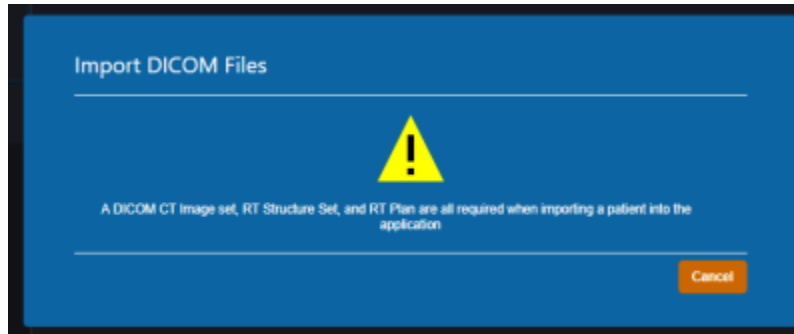 Import DICOM Files
!
A DICOM CT Image set, RT Structure Set, and RT Plan are all required when importing a patient into the
application
Cancel